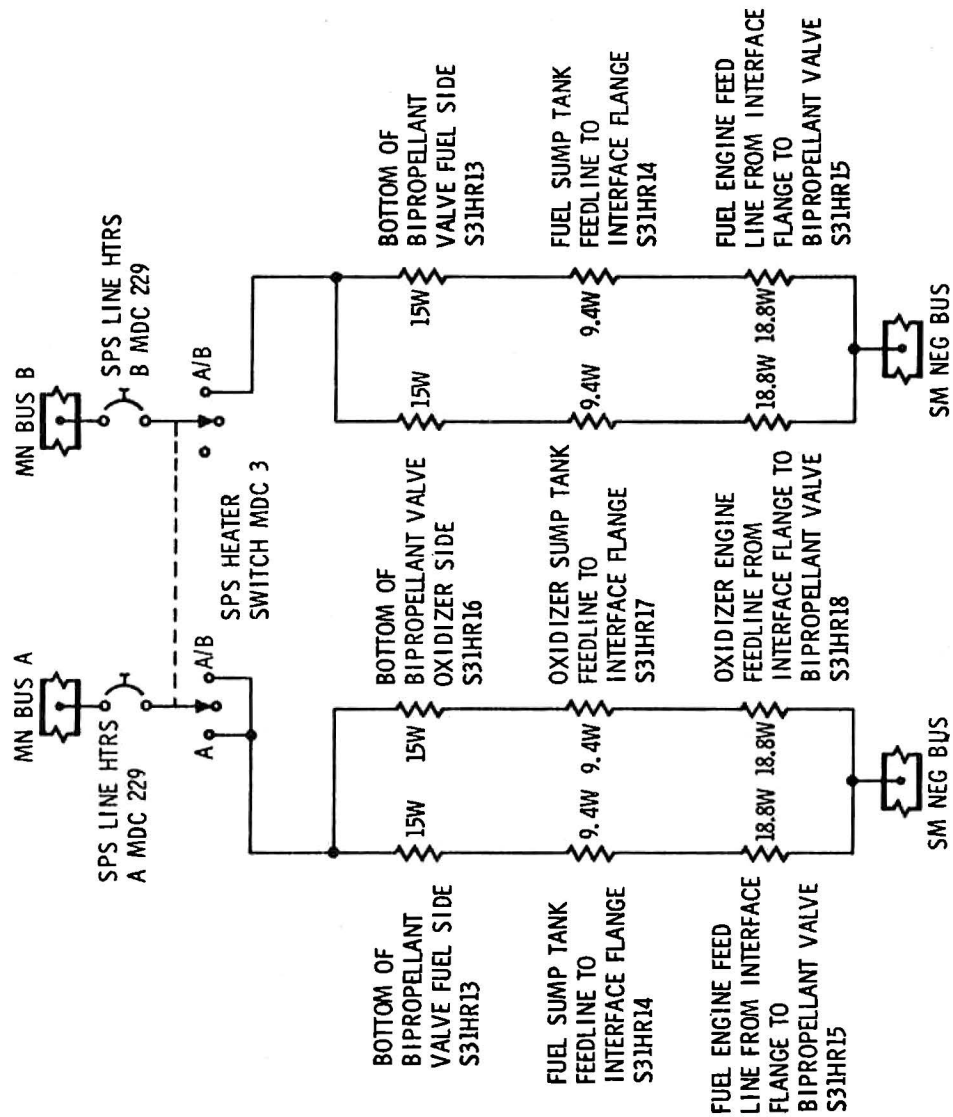 MN BUS A
SPS LINE HTRS
A MDC 229
A
A/B
MN BUS B
SPS LINE HTRS
B MDC 229
A/B
SPS HEATER
SWITCH MDC 3
BOTTOM OF
BIPROPELLANT
VALVE FUEL SIDE
S31HR13
15W
15W
BOTTOM OF
BIPROPELLANT VALVE
OXIDIZER SIDE
S31HR16
15W
15W
BOTTOM OF
BIPROPELLANT
VALVE FUEL SIDE
S31HR13
FUEL SUMP TANK
FEEDLINE TO
INTERFACE FLANGE
S31HR14
9.4W
9.4W
OXIDIZER SUMP TANK
FEEDLINE TO
INTERFACE FLANGE
S31HR17
9.4W
9.4W
FUEL SUMP TANK
FEEDLINE TO
INTERFACE FLANGE
S31HR14
FUEL ENGINE FEED
LINE FROM INTERFACE
FLANGE TO
BIPROPELLANT VALVE
S31HR15
18.8W
18.8W
OXIDIZER ENGINE
FEEDLINE FROM
INTERFACE FLANGE TO
BIPROPELLANT VALVE
S31HR18
18.8W
18.8W
FUEL ENGINE FEED
LINE FROM INTERFACE
FLANGE TO
BIPROPELLANT VALVE
S31HR15
SM NEG BUS
SM NEG BUS